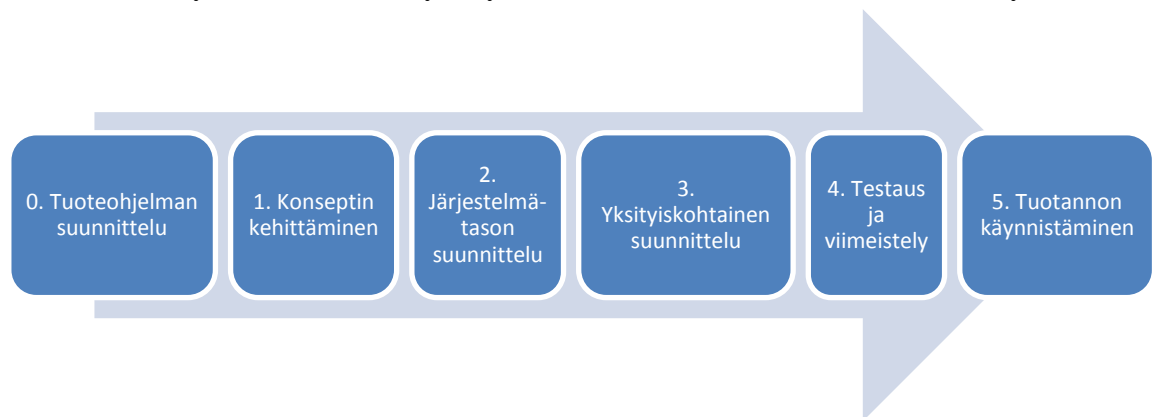 0. Tuoteohjelman
suunnittelu
1. Konseptin
kehittäminen
2.
Järjestelmä-
tason
suunnittelu
3.
Yksityiskohtainen
suunnittelu
4. Testaus
ja
viimeistely
5. Tuotannon
käynnistäminen